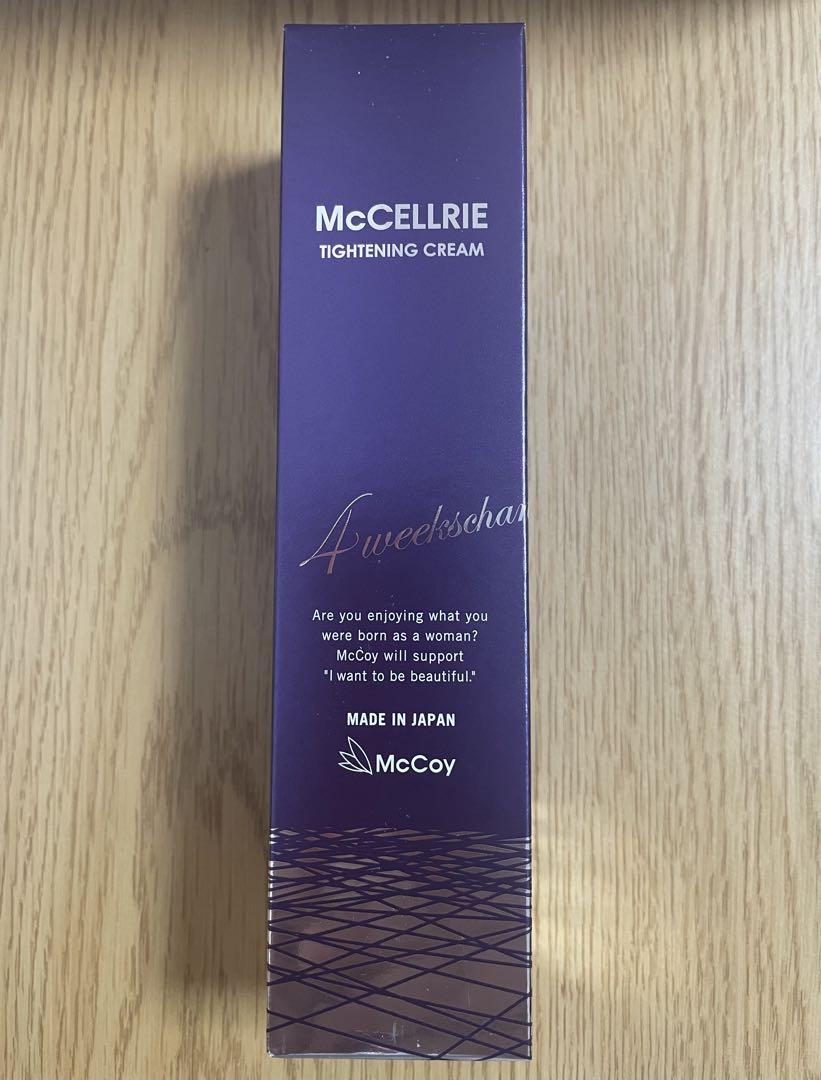 McCELLRIE
TIGHTENING CREAM
4weekschan
Are you enjoying what you
were born as a woman?
McCoy will support
"I want to be beautiful."
MADE IN JAPAN
McCoy